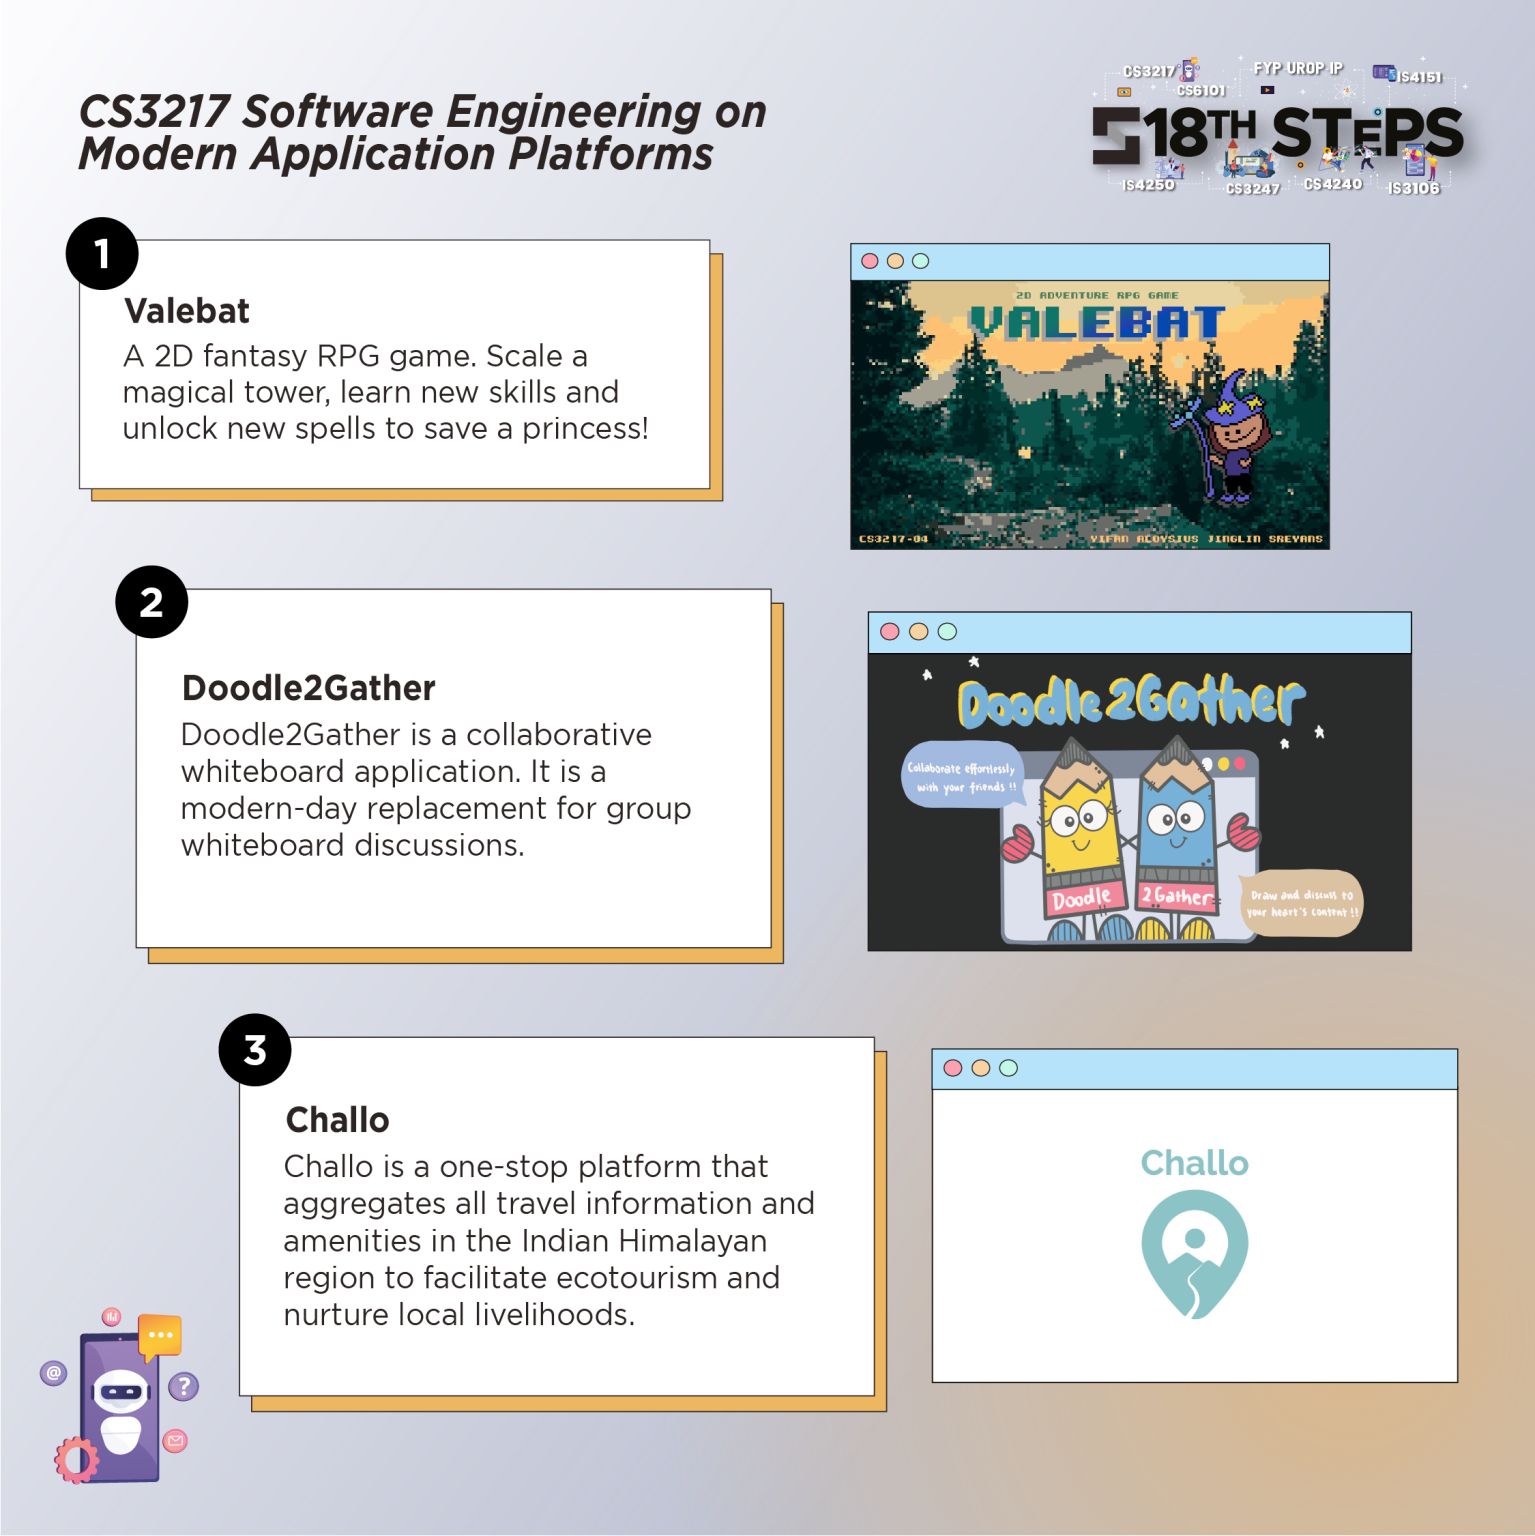 CS3217 Software Engineering on
Modern Application Platforms
CS3217
CS6101
FYP UROP IP
IS4151
18TH STePS
IS4250
CS3247
CS4240
IS3106
1
Valebat
A 2D fantasy RPG game. Scale a
magical tower, learn new skills and
unlock new spells to save a princess!
2D ADVENTURE RPG GAME
VALEBAT
CS3217-04
YIFAN ALOYSIUS JINGLIN SREYANS
2
Doodle2Gather
Doodle2Gather is a collaborative
whiteboard application. It is a
modern-day replacement for group
whiteboard discussions.
Doodle2Gather
Collaborate effortlessly
with your friends !!
Doodle
2Gather
Draw and discuss to
your heart's content !!
3
Challo
Challo is a one-stop platform that
aggregates all travel information and
amenities in the Indian Himalayan
region to facilitate ecotourism and
nurture local livelihoods.
Challo
@
?